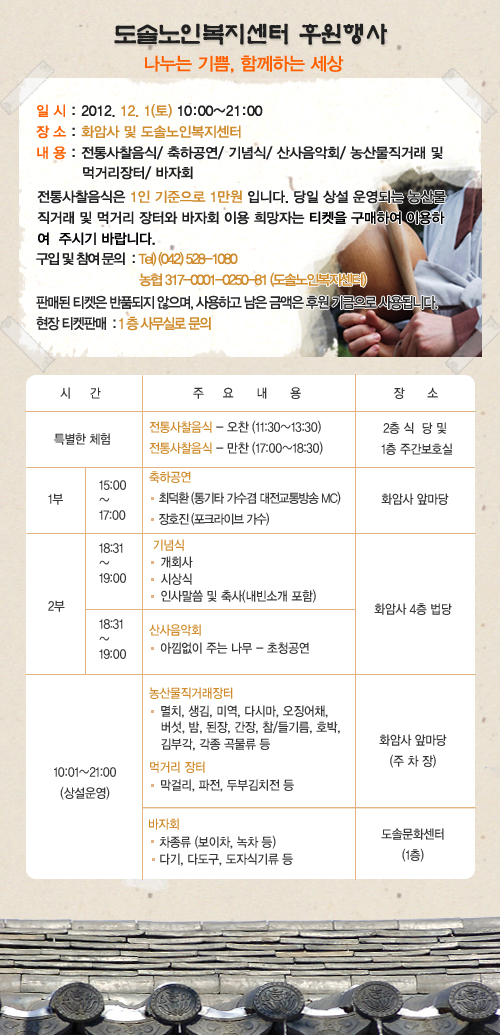 도솔노인복지센터 후원행사
나누는 기쁨, 함께하는 세상
일 시 : 2012. 12. 1(토) 10:00~21:00
장 소 : 화암사 및 도솔노인복지센터
내 용 : 전통사찰음식/ 축하공연/ 기념식/ 산사음악회/ 농산물직거래 및
먹거리장터/ 바자회
전통사찰음식은 1인 기준으로 1만원 입니다. 당일 상설 운영되는 농산물
직거래 및 먹거리 장터와 바자회 이용 희망자는 티켓을 구매하여 이용하
여 주시기 바랍니다.
구입 및 참여 문의 : Tel) (042) 528-1080
농협 317-0001-0250-81 (도솔노인복지센터)
판매된 티켓은 반품되지 않으며, 사용하고 남은 금액은 후원 기금으로 사용됩니다.
현장 티켓판매 : 1층 사무실로 문의
시 간 주 요 내 용 장 소
특별한 체험
전통사찰음식 - 오찬 (11:30~13:30)
전통사찰음식 - 만찬 (17:00~18:30)
2층 식 당 및
1층 주간보호실
1부
15:00
~
17:00
축하공연
최덕환 (통기타 가수겸 대전교통방송 MC)
장호진 (포크라이브 가수)
화암사 앞마당
2부
18:31
~
19:00
기념식
개회사
시상식
인사말씀 및 축사(내빈소개 포함)
18:31
~
19:00
산사음악회
아낌없이 주는 나무 - 초청공연
화암사 4층 법당
10:01~21:00
(상설운영)
농산물직거래장터
멸치, 생김, 미역, 다시마, 오징어채,
버섯, 밤, 된장, 간장, 참/들기름, 호박,
김부각, 각종 곡물류 등
먹거리 장터
막걸리, 파전, 두부김치전 등
화암사 앞마당
(주 차 장)
바자회
차종류 (보이차, 녹차 등)
다기, 다도구, 도자식기류 등
도솔문화센터
(1층)